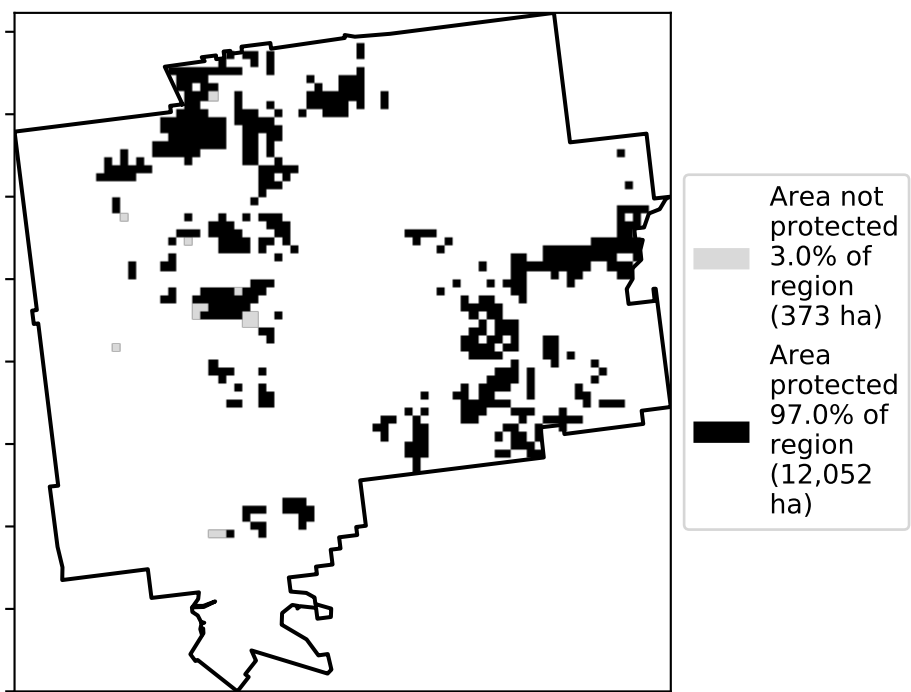 Area not
protected
3.0% of
region
(373 ha)
Area
protected
97.0% of
region
(12,052
ha)